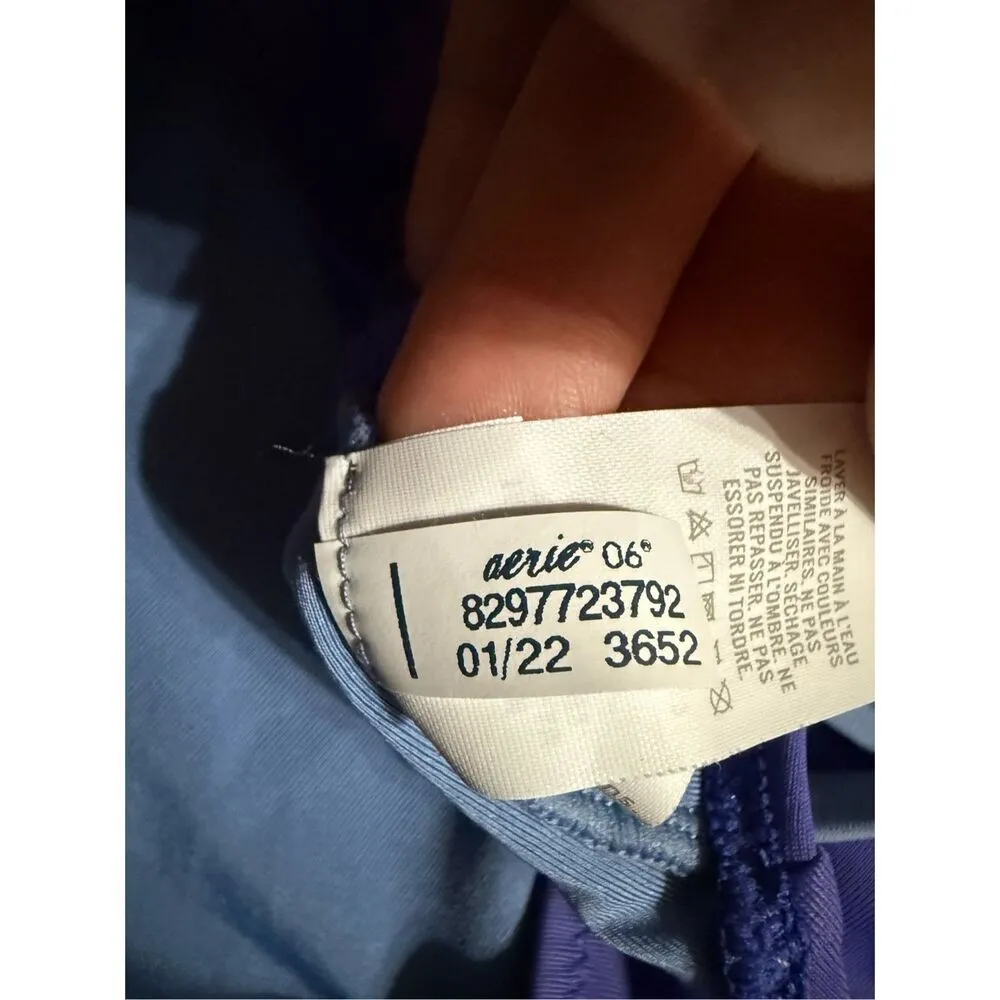 aerie® 06®
8297723792
01/22 3652
LAVER À LA MAIN À L'EAU
FROIDE AVEC COULEURS
SIMILAIRES. NE PAS
JAVELLISER. SÉCHAGE
SUSPENDU À L'OMBRE. NE
PAS REPASSER. NE PAS
ESSORER NI TORDRE.